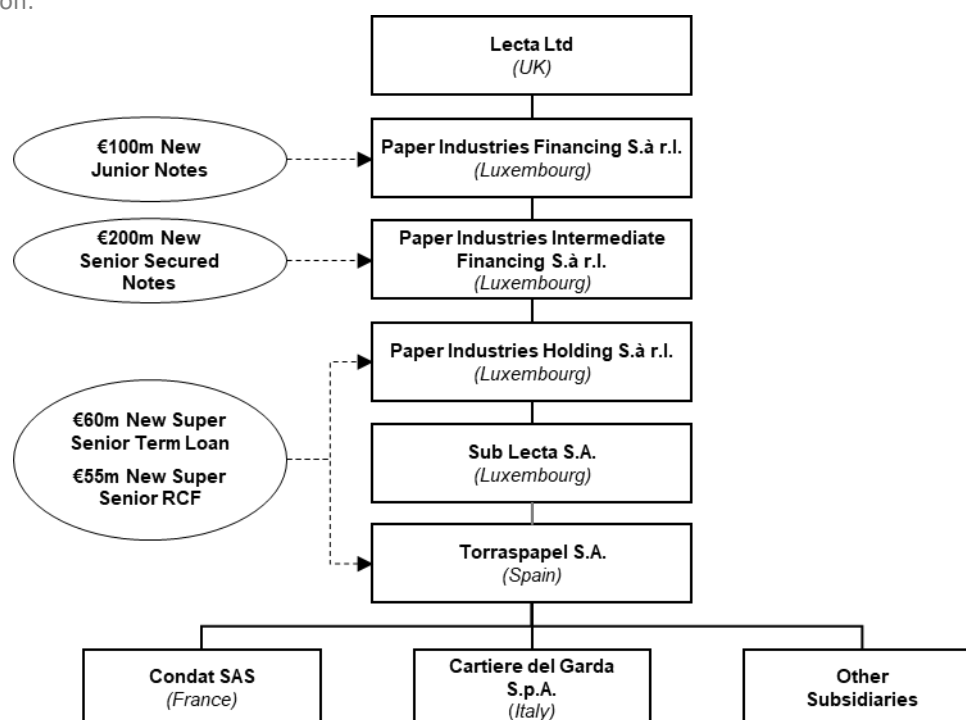 on.
Lecta Ltd
(UK)
€100m New
Junior Notes
Paper Industries Financing S.à r.l.
(Luxembourg)
€200m New
Senior Secured
Notes
Paper Industries Intermediate
Financing S.à r.l.
(Luxembourg)
Paper Industries Holding S.à r.l.
(Luxembourg)
€60m New Super
Senior Term Loan
€55m New Super
Senior RCF
Sub Lecta S.A.
(Luxembourg)
Torraspapel S.A.
(Spain)
Condat SAS
(France)
Cartiere del Garda
S.p.A.
(Italy)
Other
Subsidiaries